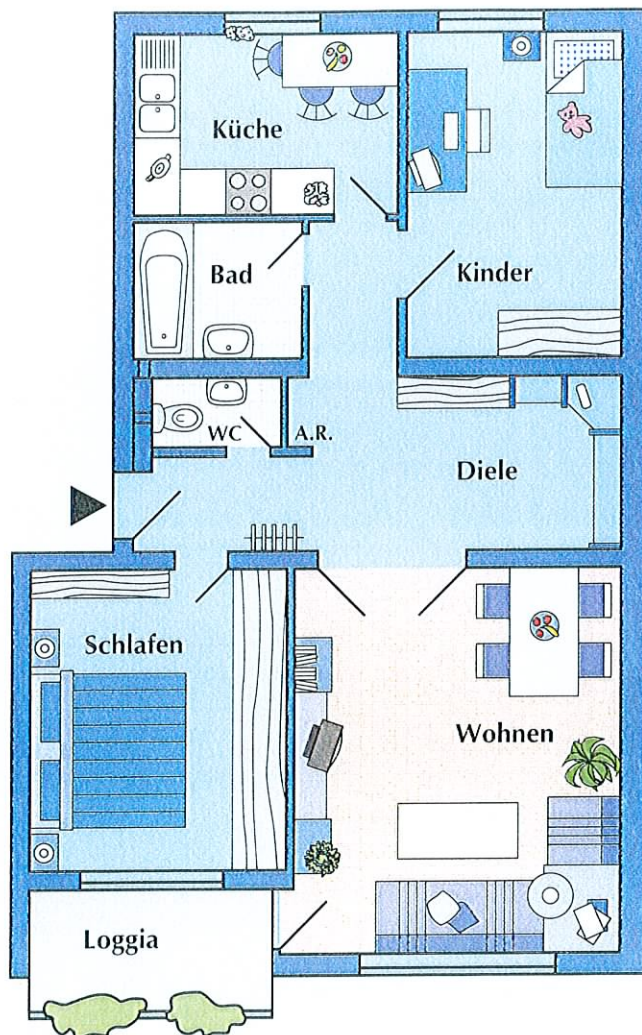 Küche
Bad
Kinder
WC
A.R.
Diele
Schlafen
Wohnen
Loggia